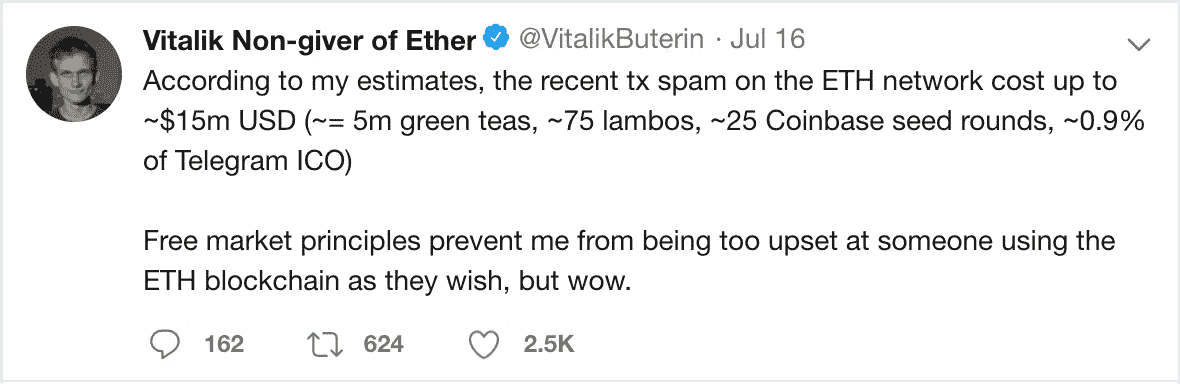 Vitalik Non-giver of Ether @VitalikButerin · Jul 16
According to my estimates, the recent tx spam on the ETH network cost up to
~$15m USD (~= 5m green teas, ~75 lambos, ~25 Coinbase seed rounds, ~0.9%
of Telegram ICO)
Free market principles prevent me from being too upset at someone using the
ETH blockchain as they wish, but wow.
162 624 2.5K